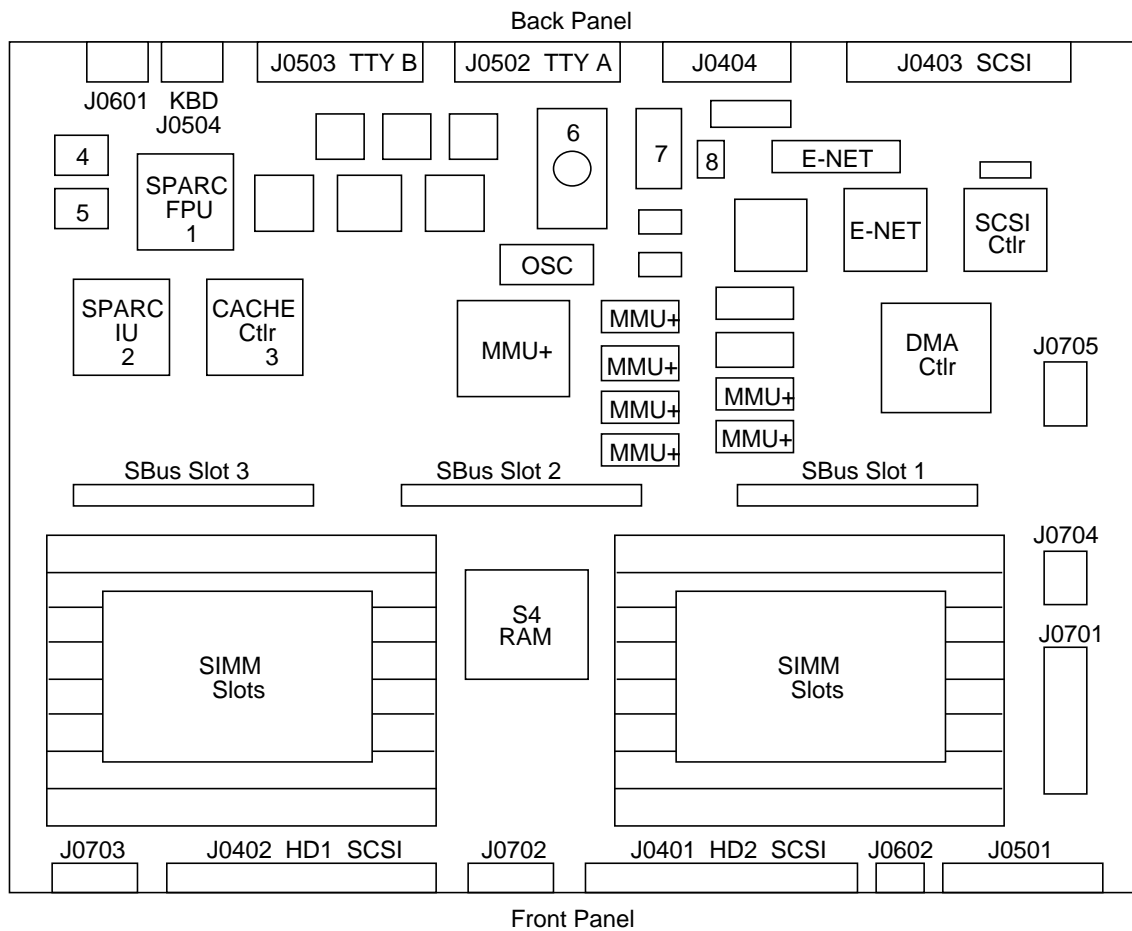 Back Panel
J0503 TTY B
J0502 TTY A
J0404
J0403 SCSI
J0601
KBD
J0504
4
5
SPARC
FPU
1
6
7
8
E-NET
E-NET
SCSI
Ctlr
OSC
SPARC
IU
2
CACHE
Ctlr
3
MMU+
MMU+
MMU+
MMU+
MMU+
MMU+
MMU+
DMA
Ctlr
J0705
SBus Slot 3
SBus Slot 2
SBus Slot 1
J0704
S4
RAM
SIMM
Slots
SIMM
Slots
J0701
J0703
J0402 HD1 SCSI
J0702
J0401 HD2 SCSI
J0602
J0501
Front Panel